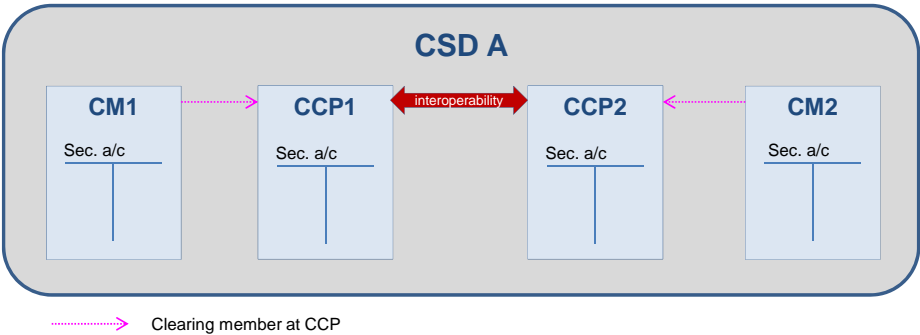 CSD A
CM1
CCP1
interoperability
CCP2
CM2
Sec. a/c
Sec. a/c
Sec. a/c
Sec. a/c
Clearing member at CCP